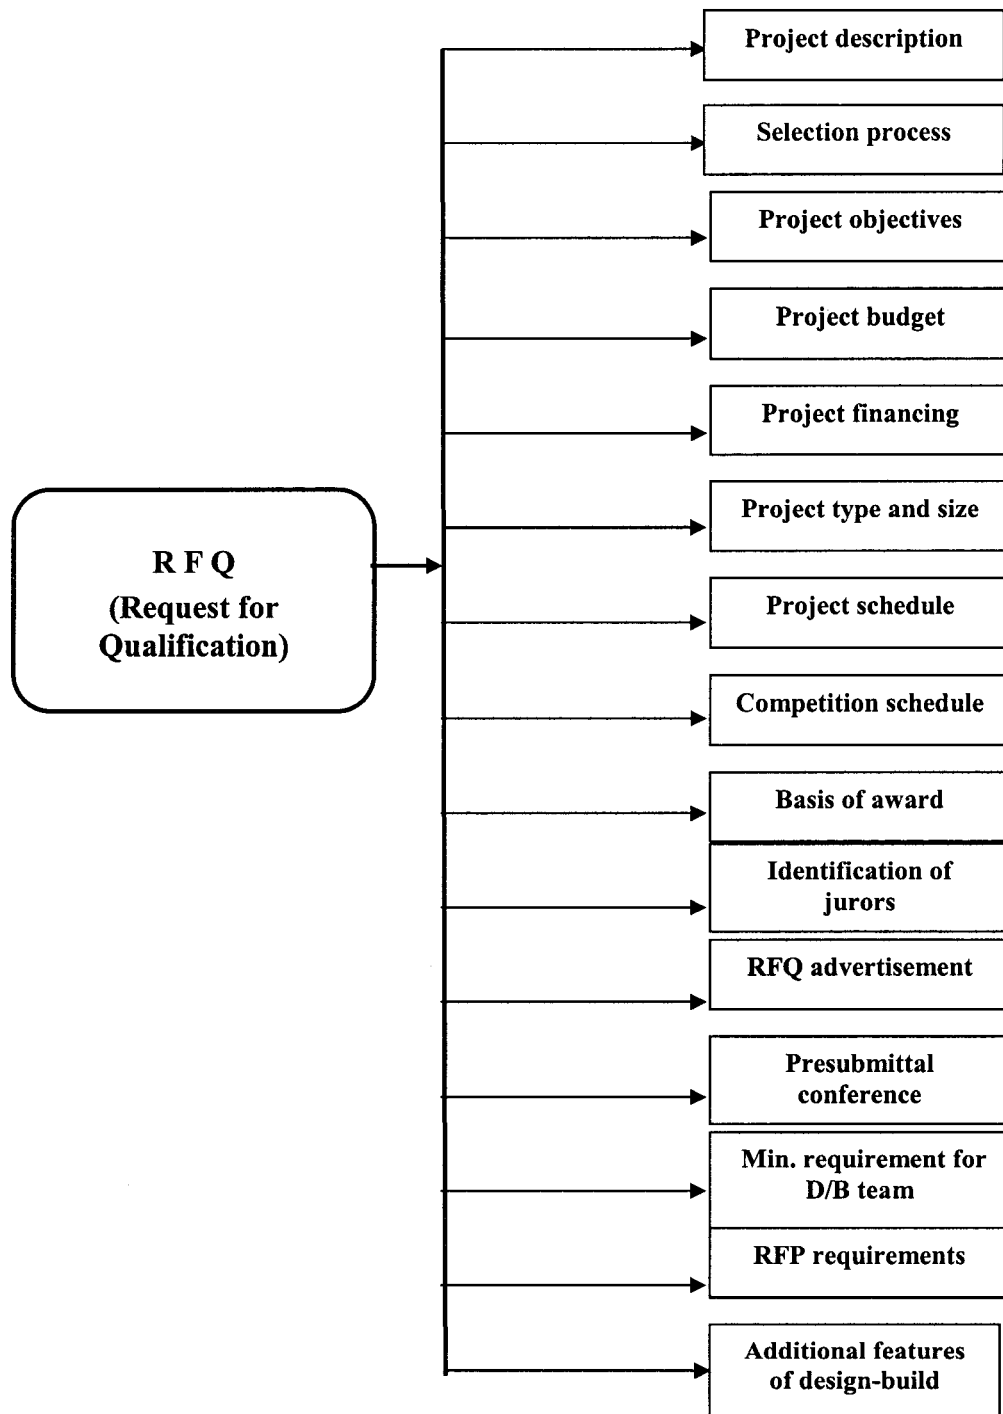 Project description
Selection process
Project objectives
Project budget
Project financing
Project type and size
R F Q
(Request for
Qualification)
Project schedule
Competition schedule
Basis of award
Identification of
jurors
RFQ advertisement
Presubmittal
conference
Min. requirement for
D/B team
RFP requirements
Additional features
of design-build